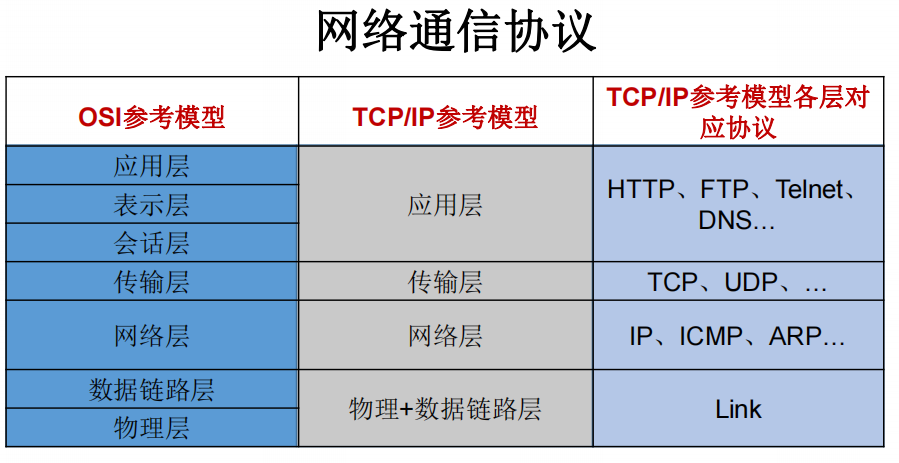 网络通信协议
OSI参考模型
TCP/IP参考模型
TCP/IP参考模型各层对
应协议
应用层
表示层
会话层
应用层
HTTP、FTP、Telnet、
DNS…
传输层
传输层
TCP、UDP、…
网络层
网络层
IP、ICMP、ARP…
数据链路层
物理层
物理+数据链路层
Link